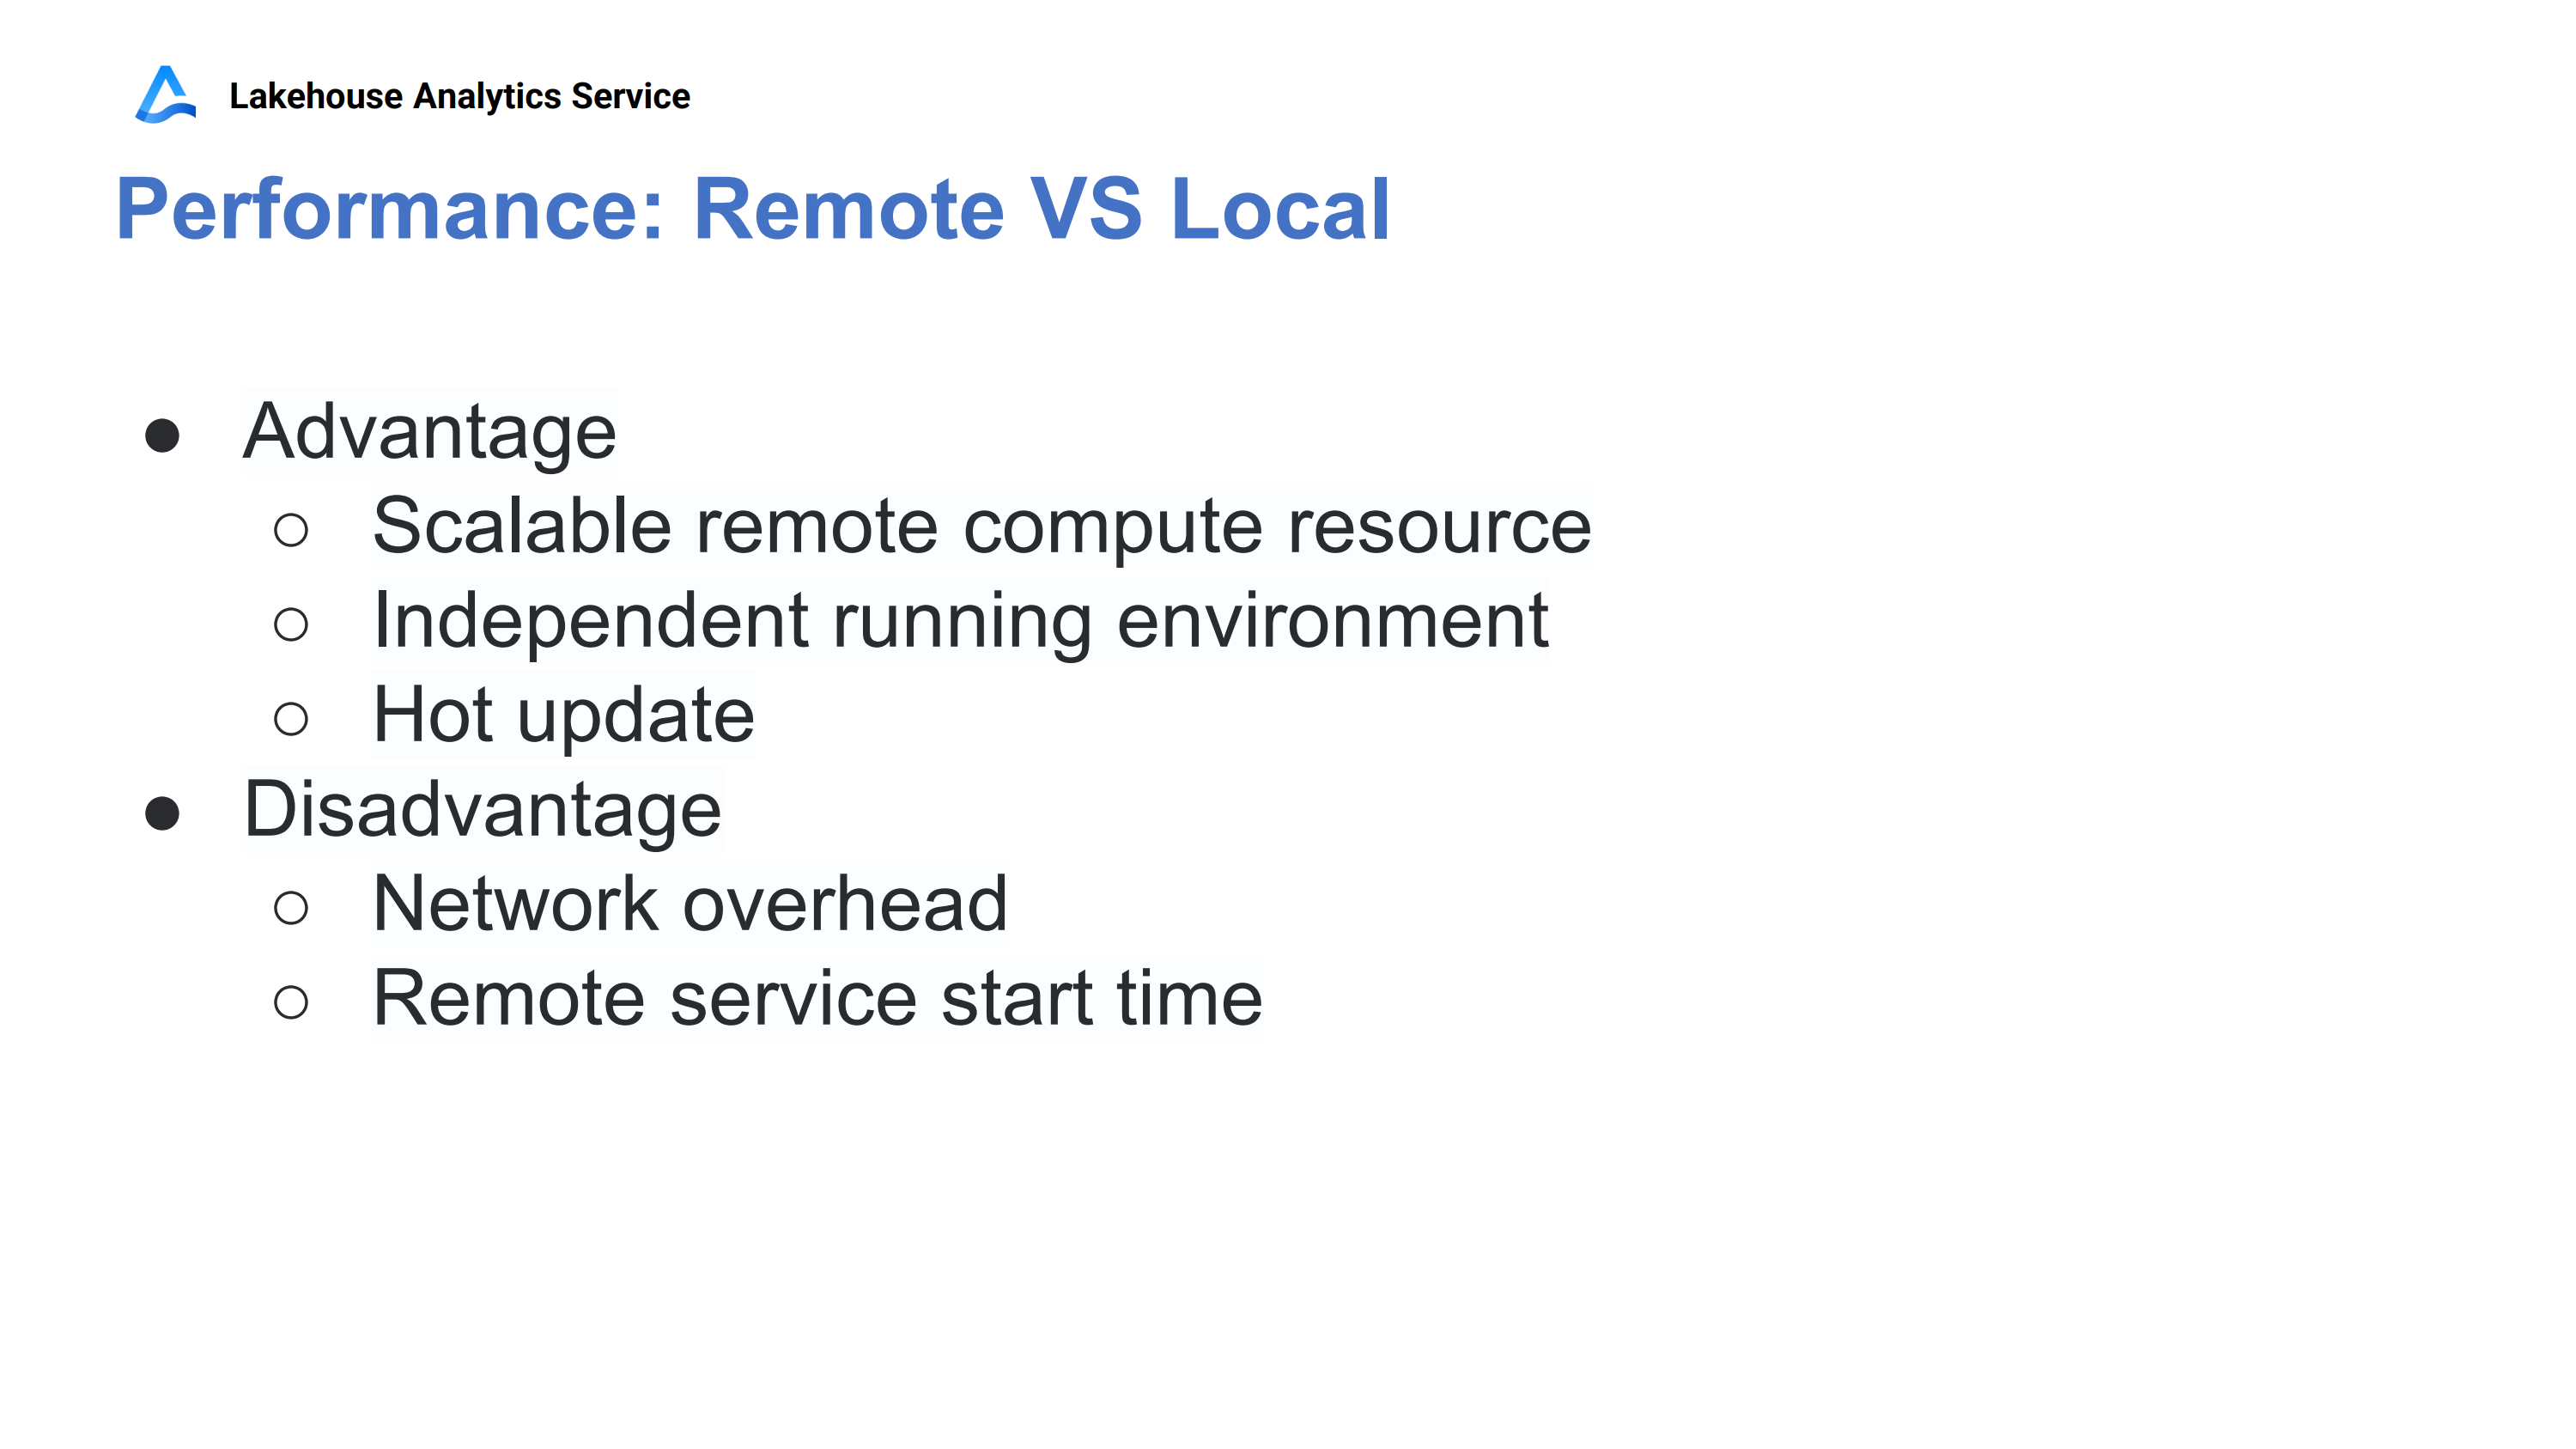 Lakehouse Analytics Service
Performance: Remote VS Local
● Advantage
○ Scalable remote compute resource
○ Independent running environment
○ Hot update
● Disadvantage
○ Network overhead
○ Remote service start time